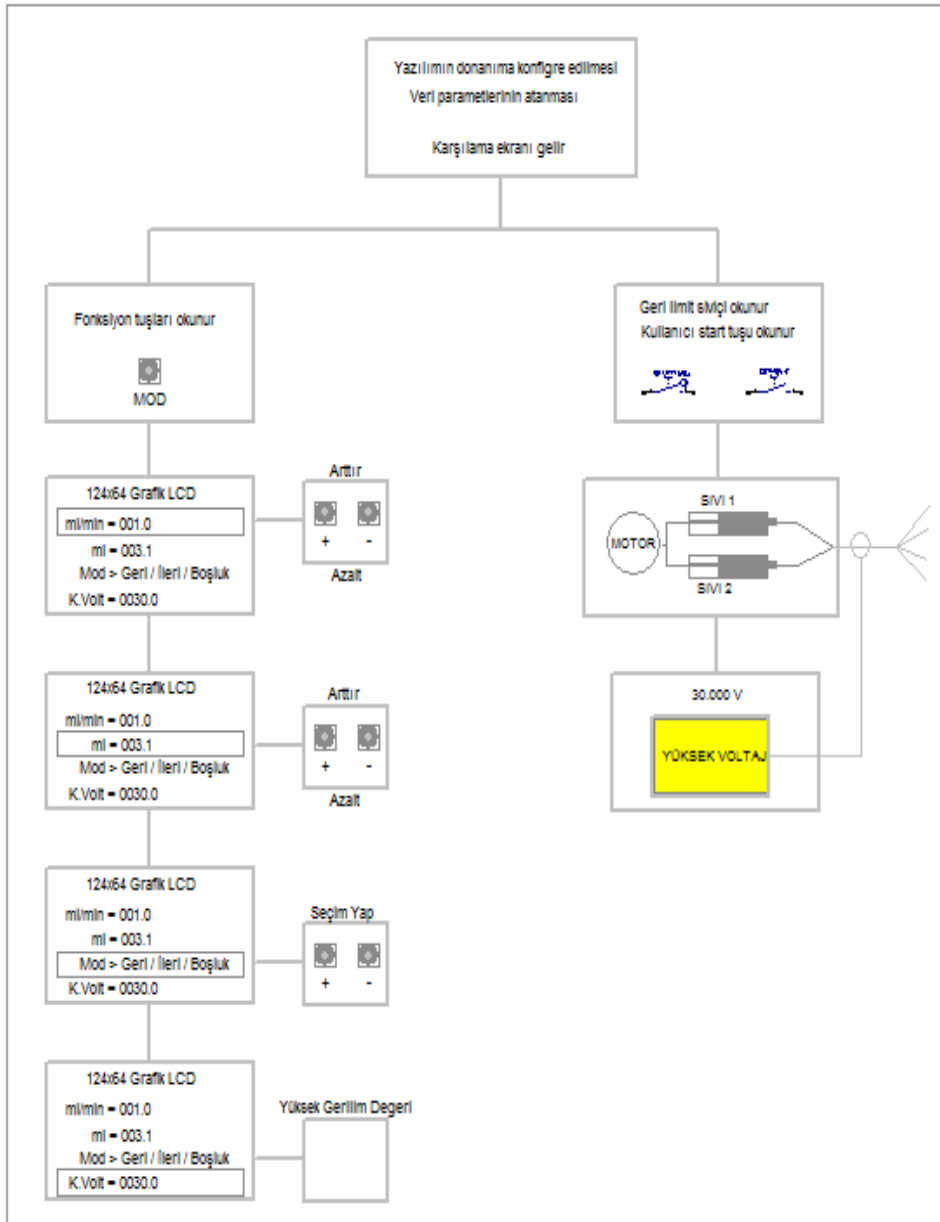 Yazılımın donanıma konfigre edilmesi
Veri parametlerinin atanması
Karşılama ekranı gelir
Fonksiyon tuşları okunur
MOD
Geri limit siviçi okunur
Kullanıcı start tuşu okunur
124x64 Grafik LCD
ml/min = 001.0
ml = 003.1
Mod > Geri / İleri / Boşluk
K.Volt = 0030.0
Arttır
+ -
Azalt
MOTOR
SIVI 1
SIVI 2
124x64 Grafik LCD
ml/min = 001.0
ml = 003.1
Mod > Geri / İleri / Boşluk
K.Volt = 0030.0
Arttır
+ -
Azalt
30.000 V
YÜKSEK VOLTAJ
124x64 Grafik LCD
ml/min = 001.0
ml = 003.1
Mod > Geri / İleri / Boşluk
K.Volt = 0030.0
Seçim Yap
+ -
124x64 Grafik LCD
ml/min = 001.0
ml = 003.1
Mod > Geri / İleri / Boşluk
K.Volt = 0030.0
Yüksek Gerilim Degeri